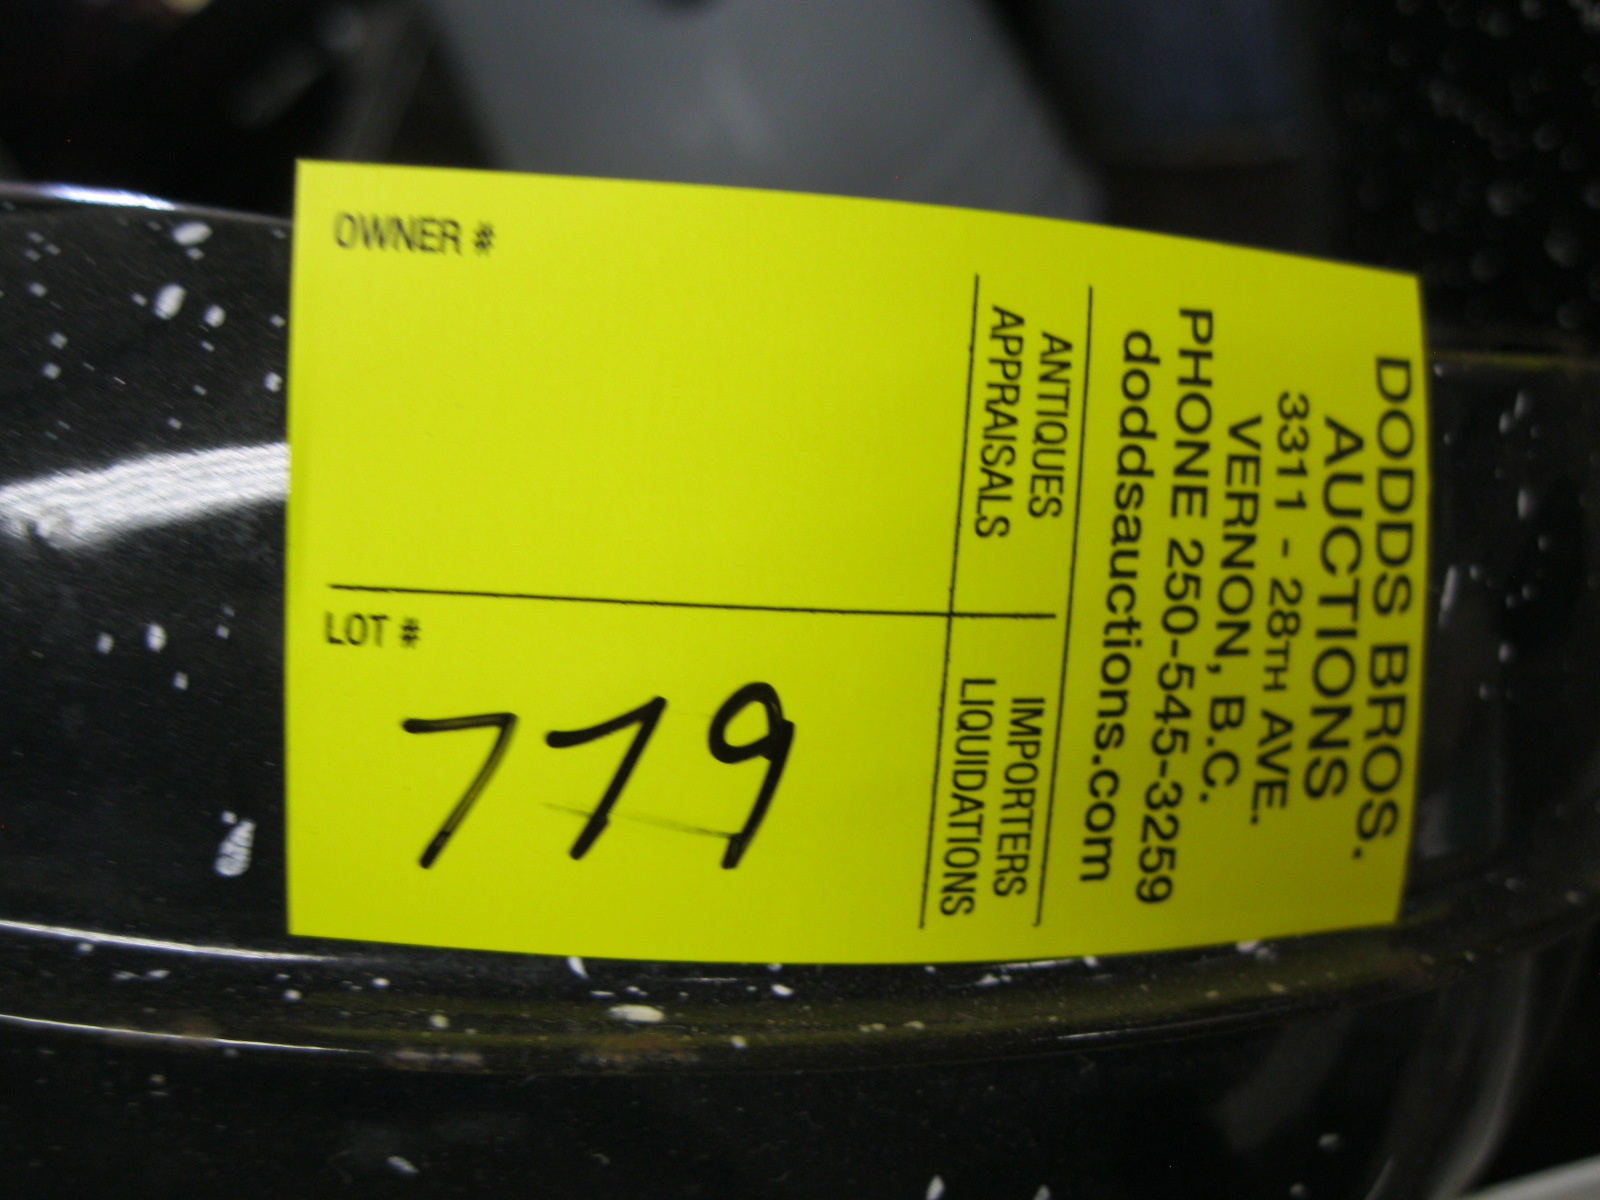 DODDS BROS.
AUCTIONS
3311 - 28TH AVE.
VERNON, B.C.
PHONE 250-545-3259
doddsauctions.com
ANTIQUES
APPRAISALS
IMPORTERS
LIQUIDATIONS
OWNER #
LOT #
779